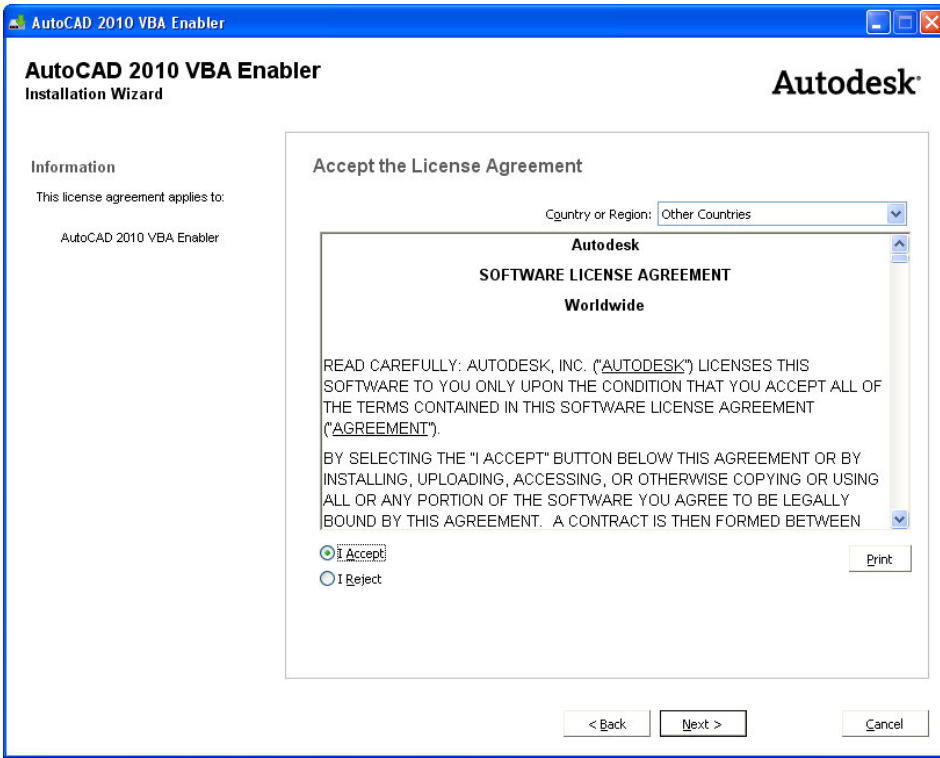 AutoCAD 2010 VBA Enabler
AutoCAD 2010 VBA Enabler
Installation Wizard
Autodesk
Information
This license agreement applies to:
AutoCAD 2010 VBA Enabler
Accept the License Agreement
Country or Region: Other Countries
Autodesk
SOFTWARE LICENSE AGREEMENT
Worldwide
READ CAREFULLY: AUTODESK, INC. ("AUTODESK") LICENSES THIS
SOFTWARE TO YOU ONLY UPON THE CONDITION THAT YOU ACCEPT ALL OF
THE TERMS CONTAINED IN THIS SOFTWARE LICENSE AGREEMENT
("AGREEMENT").
BY SELECTING THE "I ACCEPT" BUTTON BELOW THIS AGREEMENT OR BY
INSTALLING, UPLOADING, ACCESSING, OR OTHERWISE COPYING OR USING
ALL OR ANY PORTION OF THE SOFTWARE YOU AGREE TO BE LEGALLY
BOUND BY THIS AGREEMENT. A CONTRACT IS THEN FORMED BETWEEN
I Accept
I Reject
Print
< Back
Next >
Cancel